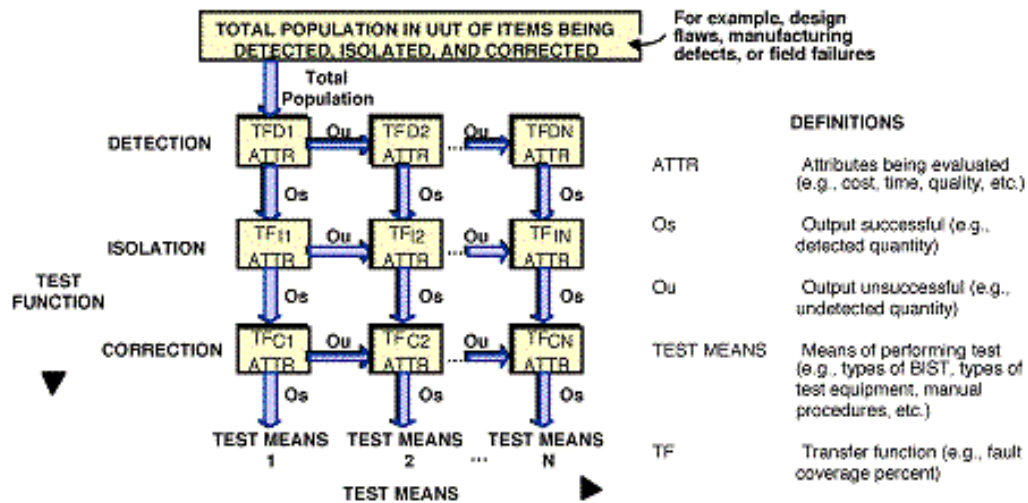 TOTAL POPULATION IN UUT OF ITEMS BEING
DETECTED, ISOLATED, AND CORRECTED
For example, design
flaws, manufacturing
defects, or field failures
Total
Population
DETECTION
TFD1
ATTR
Ou
TFD2
ATTR
...
Ou
TFDN
ATTR
Os
Os
Os
ISOLATION
TFI1
ATTR
Ou
TFI2
ATTR
...
Ou
TFIN
ATTR
Os
Os
Os
TEST
FUNCTION
CORRECTION
TFC1
ATTR
Ou
TFC2
ATTR
...
Ou
TFCN
ATTR
Os
Os
Os
TEST MEANS
1
TEST MEANS
2
...
TEST MEANS
N
TEST MEANS
DEFINITIONS
ATTR Attributes being evaluated
(e.g., cost, time, quality, etc.)
Os Output successful (e.g.,
detected quantity)
Ou Output unsuccessful (e.g.,
undetected quantity)
TEST MEANS Means of performing test
(e.g., types of BIST, types of
test equipment, manual
procedures, etc.)
TF Transfer function (e.g., fault
coverage percent)